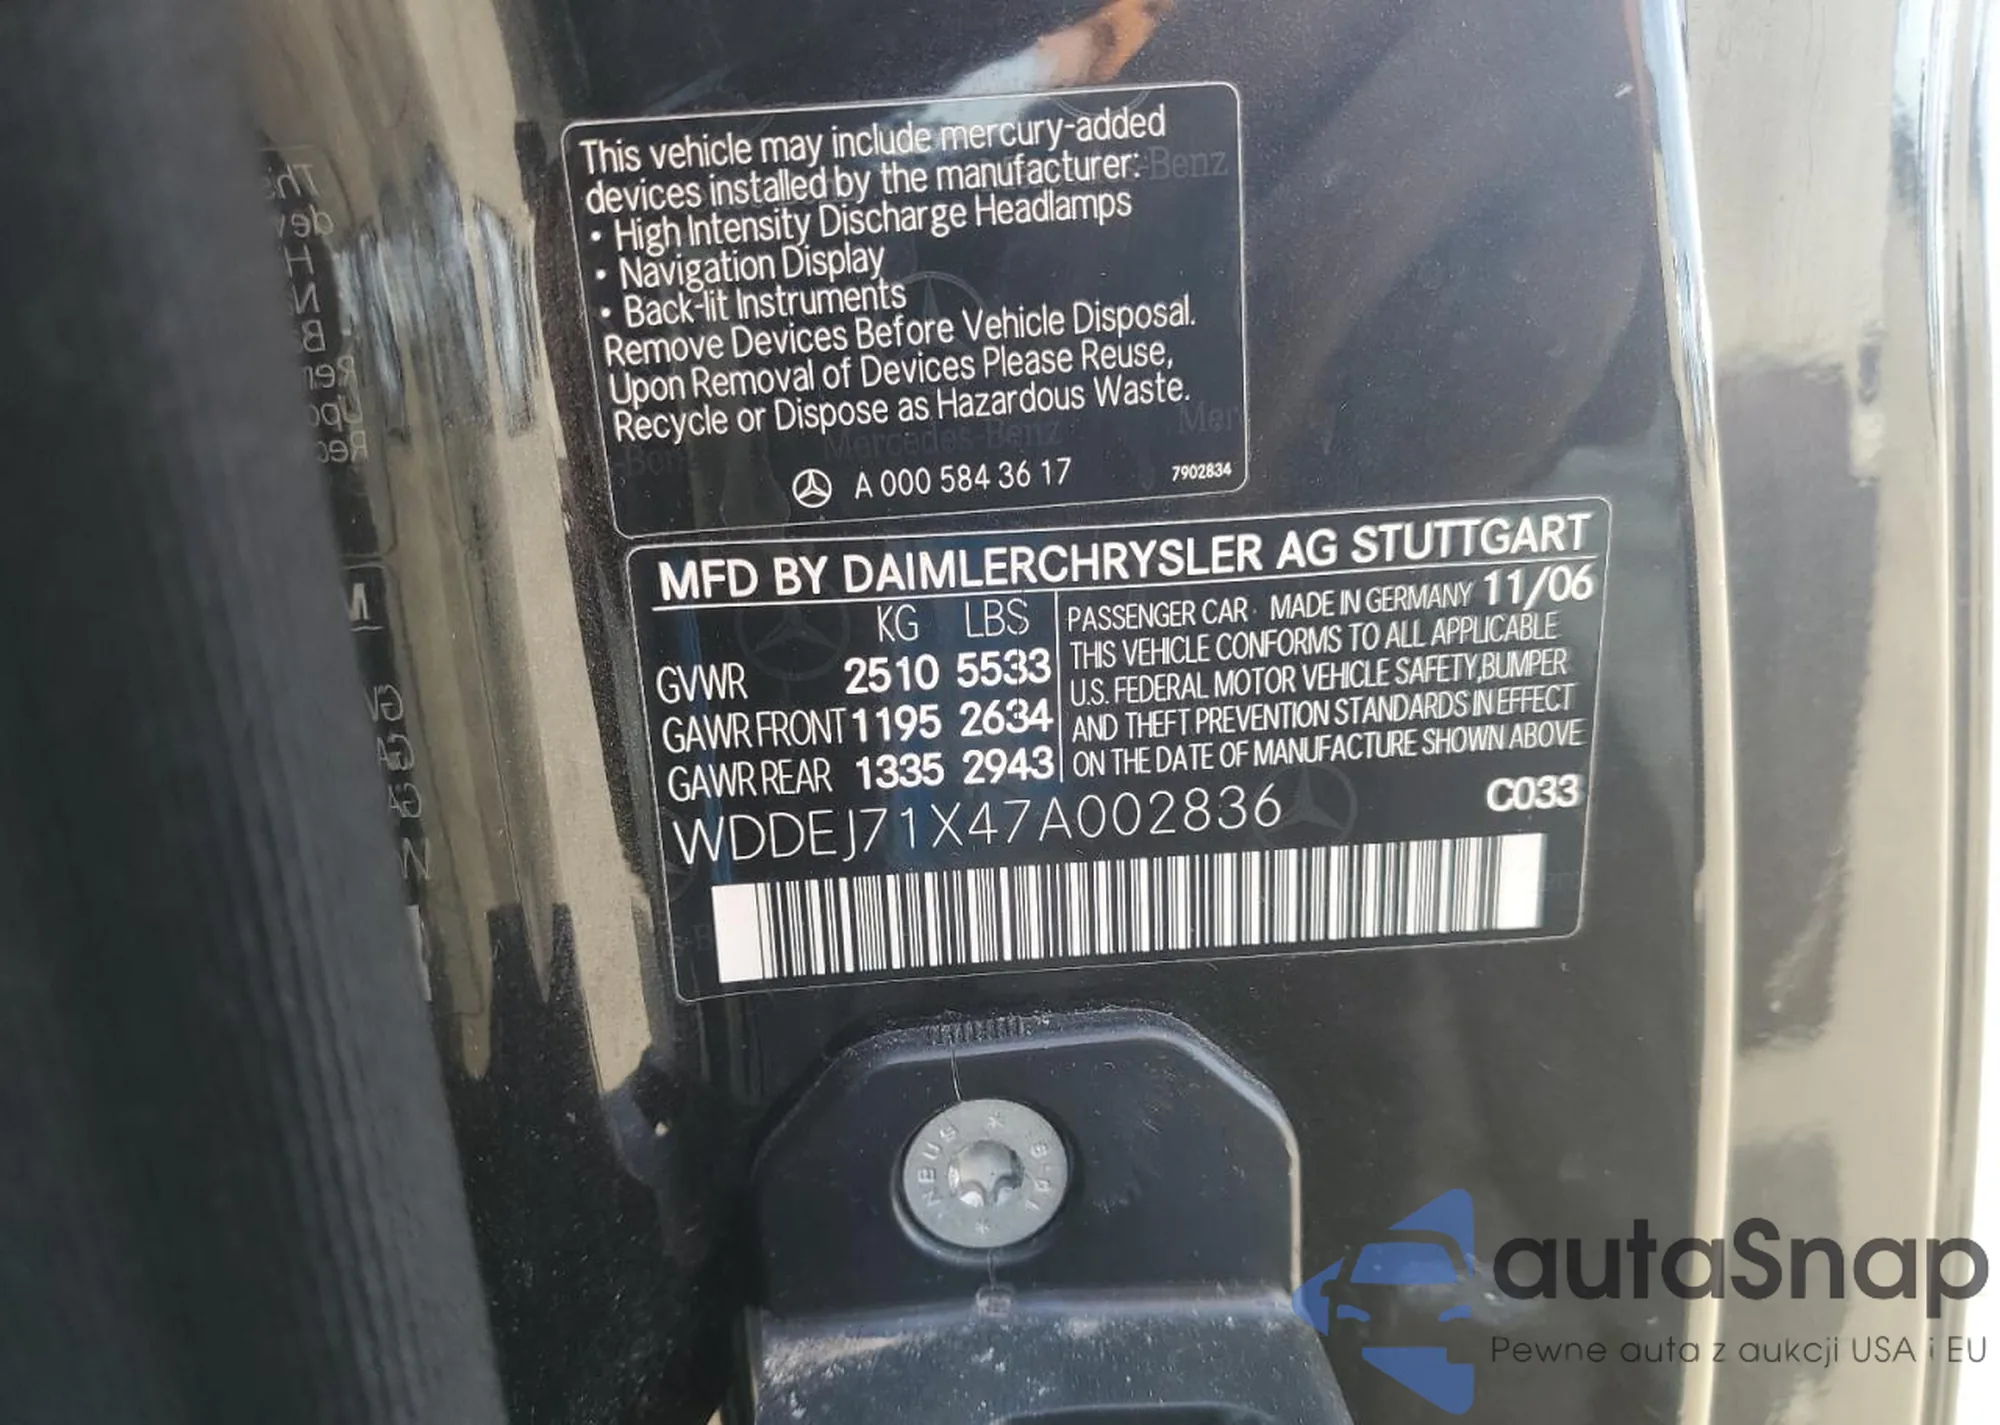 This vehicle may include mercury-added
devices installed by the manufacturer:
• High Intensity Discharge Headlamps
• Navigation Display
• Back-lit Instruments
Remove Devices Before Vehicle Disposal.
Upon Removal of Devices Please Reuse,
Recycle or Dispose as Hazardous Waste.
Mercedes-Benz
A 000 584 36 17 7902834
MFD BY DAIMLERCHRYSLER AG STUTTGART
KG LBS
GVWR 2510 5533
GAWR FRONT 1195 2634
GAWR REAR 1335 2943
PASSENGER CAR MADE IN GERMANY 11/06
THIS VEHICLE CONFORMS TO ALL APPLICABLE
U.S. FEDERAL MOTOR VEHICLE SAFETY, BUMPER
AND THEFT PREVENTION STANDARDS IN EFFECT
ON THE DATE OF MANUFACTURE SHOWN ABOVE
C033
WDDEJ71X47A002836
autoSnap
Pewne auta z aukcji USA i EU